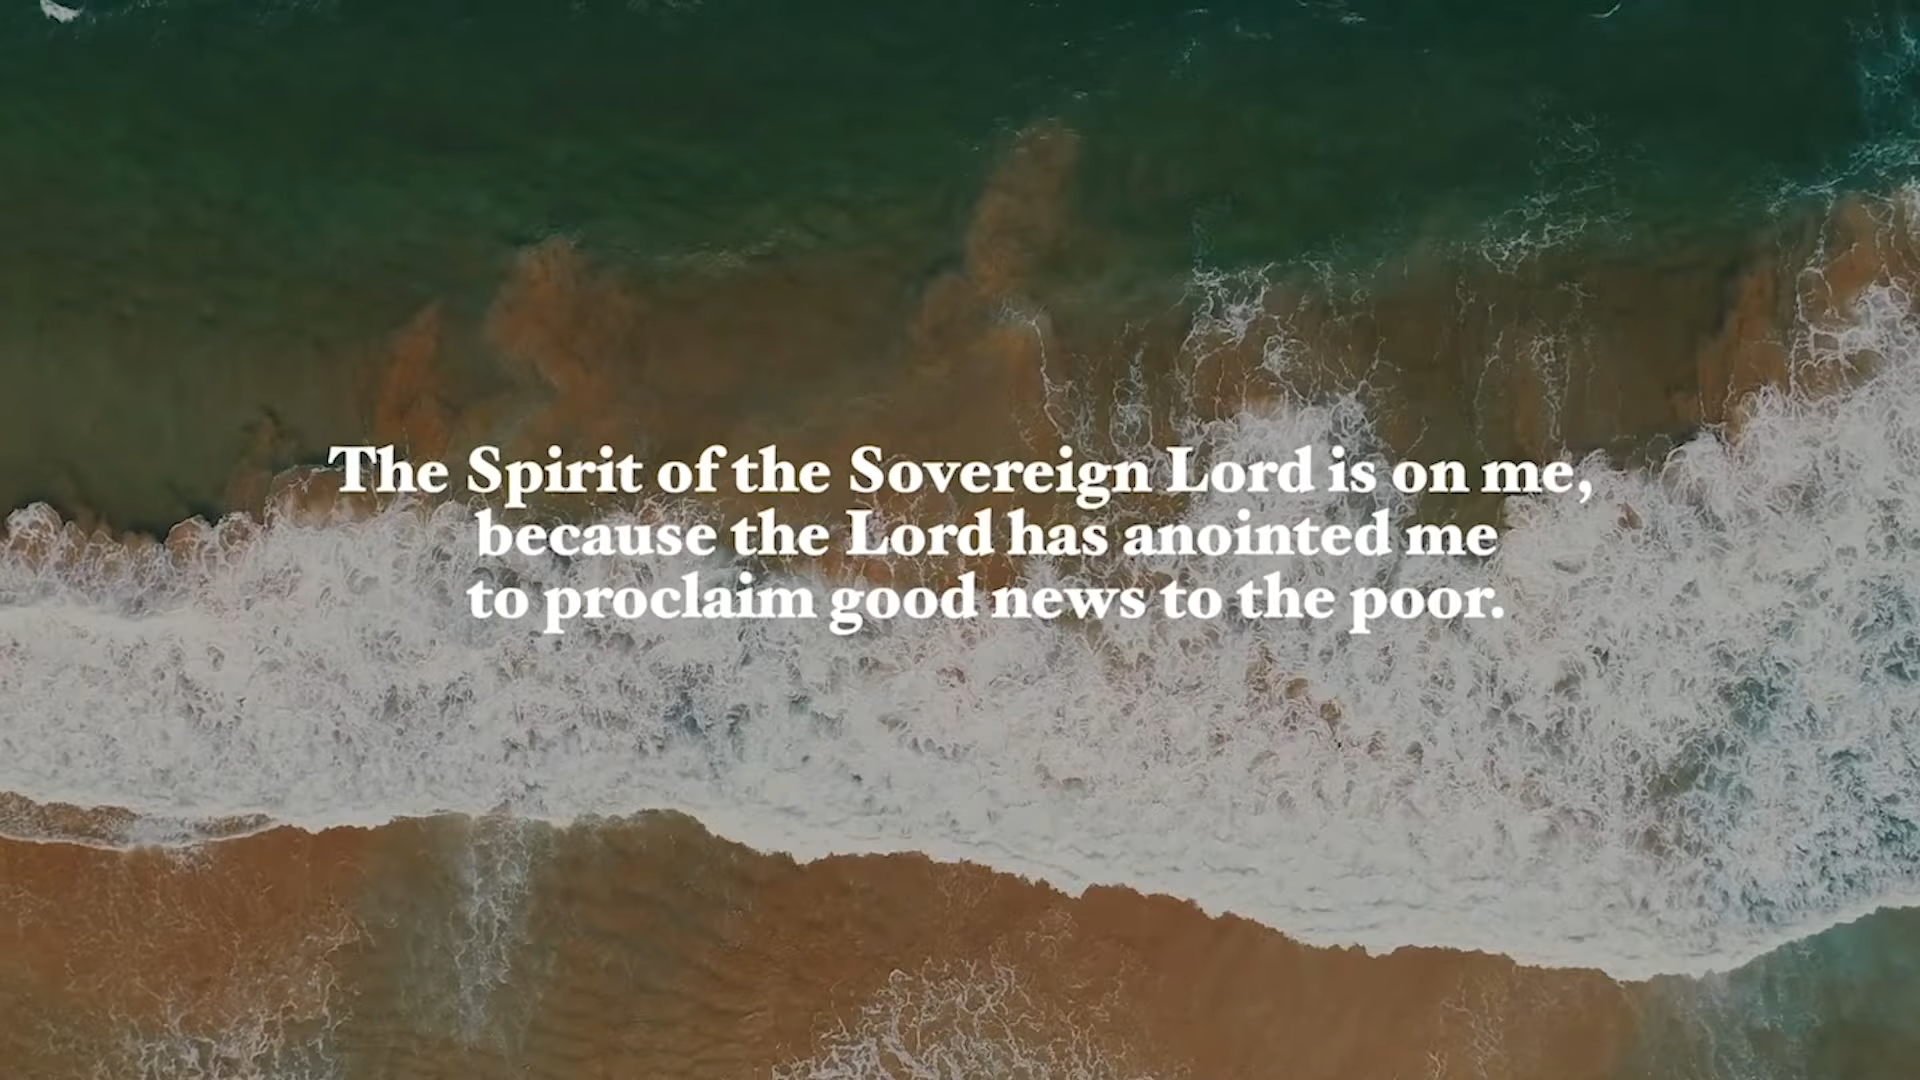 The Spirit of the Sovereign Lord is on me,
because the Lord has anointed me
to proclaim good news to the poor.